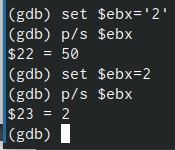 (gdb) set $ebx='2'
(gdb) p/s $ebx
$22 = 50
(gdb) set $ebx=2
(gdb) p/s $ebx
$23 = 2
(gdb)